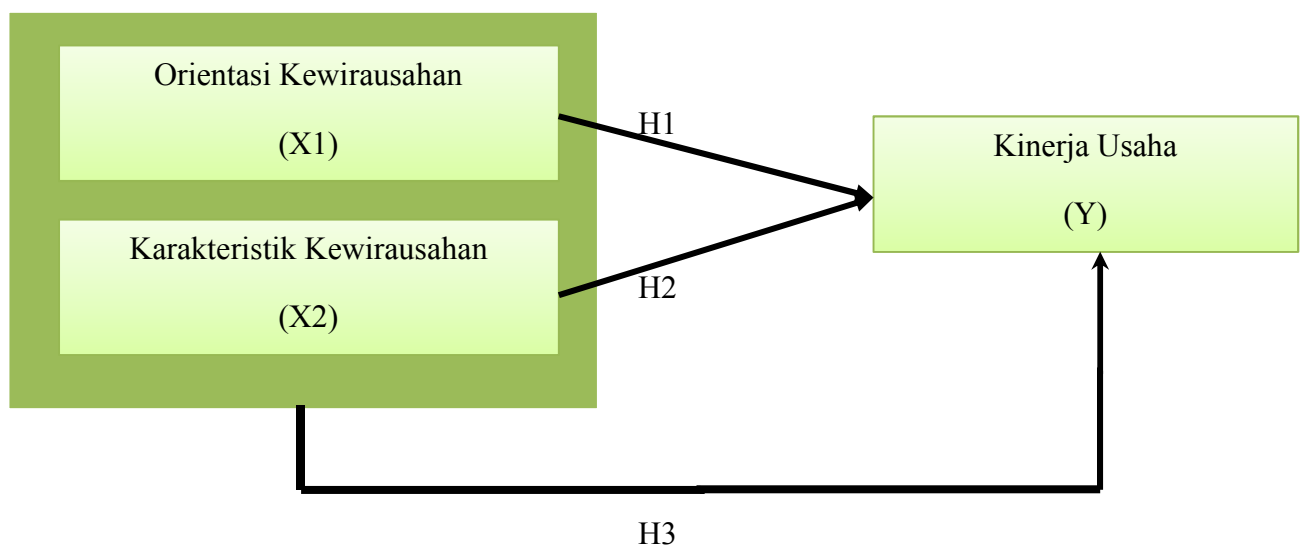 Orientasi Kewirausahan
(X1)
H1
Kinerja Usaha
(Y)
Karakteristik Kewirausahan
(X2)
H2
H3